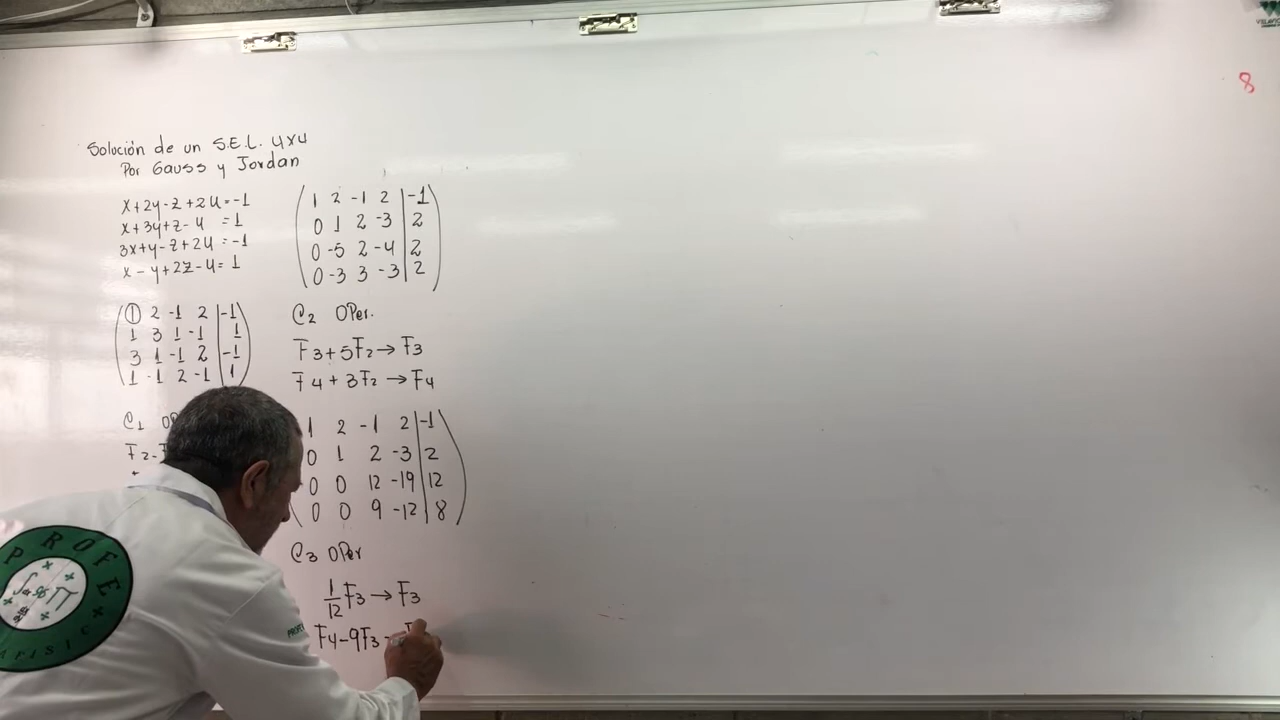 Solución de un S.E.L. 4x4
Por Gauss y Jordan
x+2y-z+2u=-1
x+3y+z-u =1
3x+y-z+2u=-1
x-y+2z-u=1
① 2 -1 2 | -1
1 3 1 -1 | 1
3 1 -1 2 | -1
1 -1 2 -1 | 1
C1
F2-
1 2 -1 2 | -1
0 1 2 -3 | 2
0 -5 2 -4 | 2
0 -3 3 -3 | 2
C2 OPer.
F3+5F2→F3
F4+3F2→F4
1 2 -1 2 | -1
0 1 2 -3 | 2
0 0 12 -19 | 12
0 0 9 -12 | 8
C3 OPer
1/12 F3→F3
F4-9F3
8
PROFE